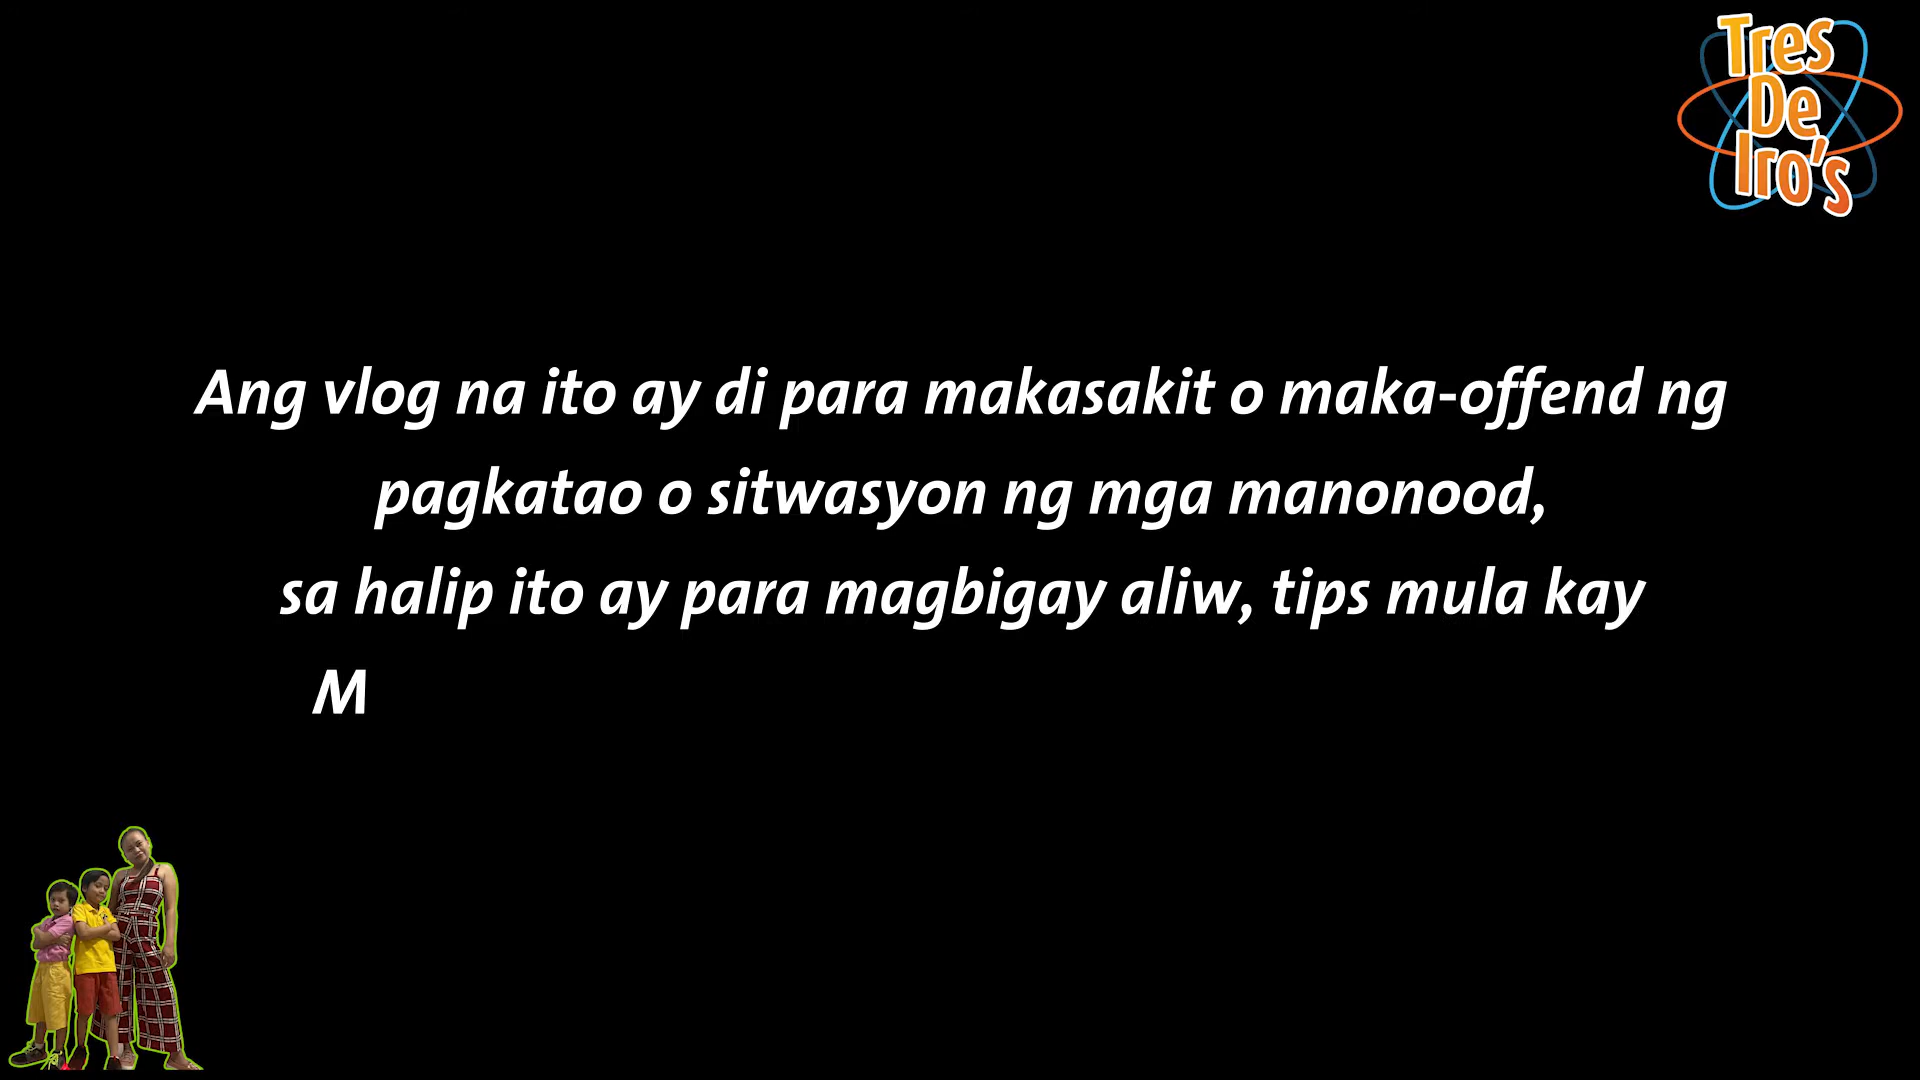 Tres
De
Iro's
Ang vlog na ito ay di para makasakit o maka-offend ng
pagkatao o sitwasyon ng mga manonood,
sa halip ito ay para magbigay aliw, tips mula kay
M